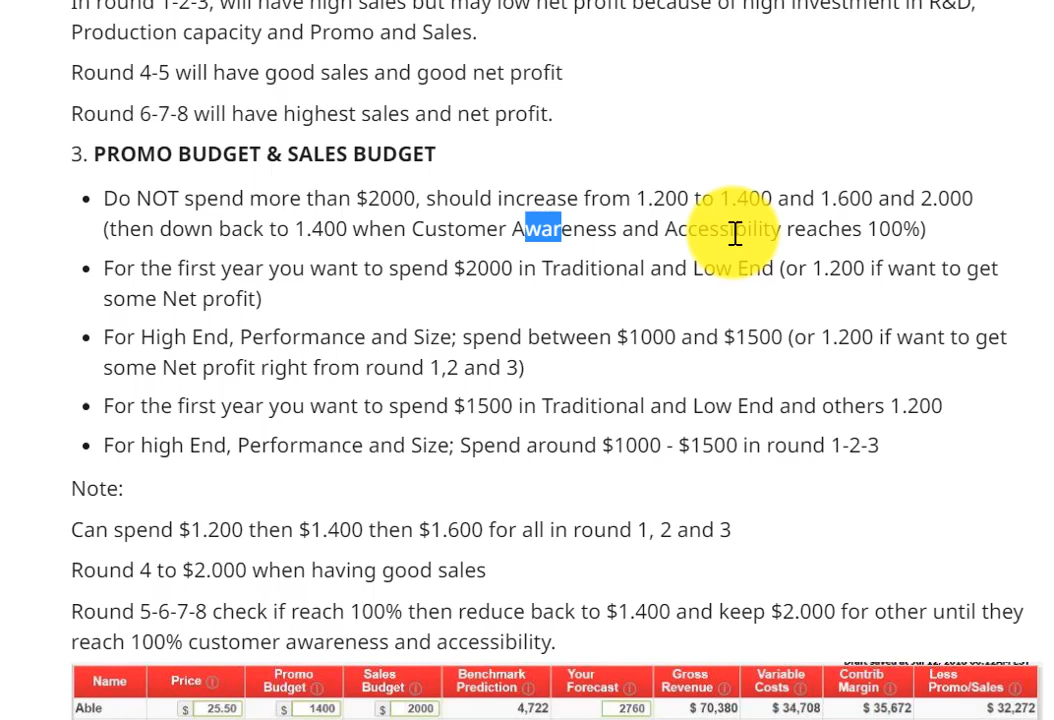 In round 1-2-3, will have high sales but may low net profit because of high investment in R&D,
Production capacity and Promo and Sales.
Round 4-5 will have good sales and good net profit
Round 6-7-8 will have highest sales and net profit.
3. PROMO BUDGET & SALES BUDGET
• Do NOT spend more than $2000, should increase from 1.200 to 1.400 and 1.600 and 2.000
(then down back to 1.400 when Customer Awareness and Accessibility reaches 100%)
• For the first year you want to spend $2000 in Traditional and Low End (or 1.200 if want to get
some Net profit)
• For High End, Performance and Size; spend between $1000 and $1500 (or 1.200 if want to get
some Net profit right from round 1,2 and 3)
• For the first year you want to spend $1500 in Traditional and Low End and others 1.200
• For high End, Performance and Size; Spend around $1000 - $1500 in round 1-2-3
Note:
Can spend $1.200 then $1.400 then $1.600 for all in round 1, 2 and 3
Round 4 to $2.000 when having good sales
Round 5-6-7-8 check if reach 100% then reduce back to $1.400 and keep $2.000 for other until they
reach 100% customer awareness and accessibility.
Name Price Promo Budget Sales Budget Benchmark Prediction Your Forecast Gross Revenue Variable Costs Contrib Margin Less Promo/Sales
Able $ 25.50 $ 1400 $ 2000 4,722 2760 $ 70,380 $ 34,708 $ 35,672 $ 32,272